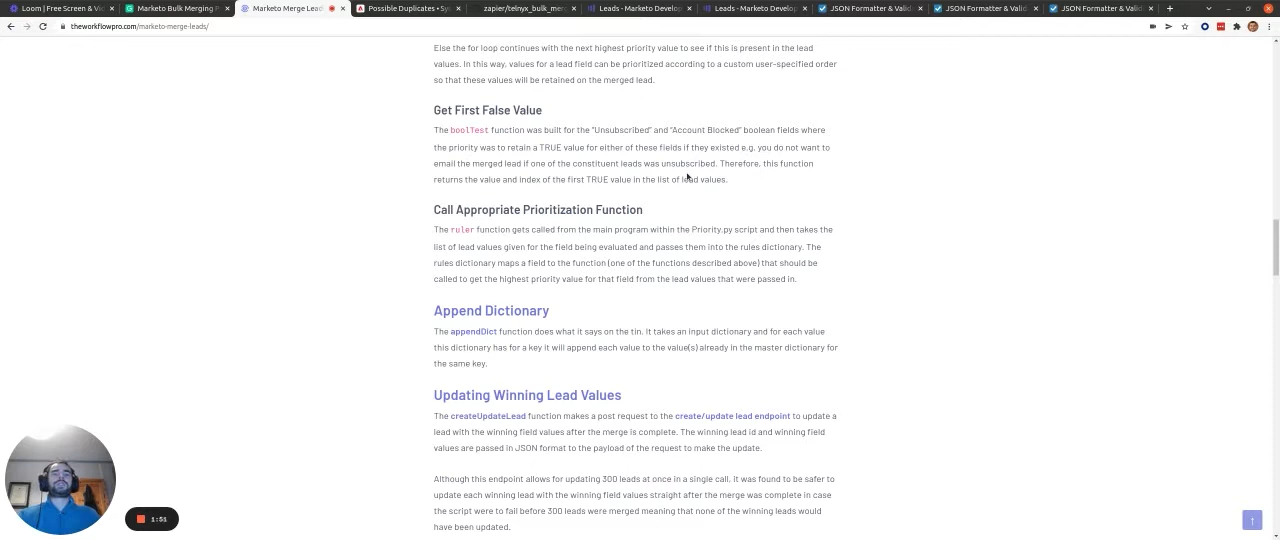 Loom | Free Screen & Vid
Marketo Bulk Merging P
Marketo Merge Lead
Possible Duplicates • Sy
zapier/telnyx_bulk_mer
Leads - Marketo Develop
Leads - Marketo Develop
JSON Formatter & Valid
JSON Formatter & Valid
JSON Formatter & Valid
theworkflowpro.com/marketo-merge-leads/
Else the for loop continues with the next highest priority value to see if this is present in the lead
values. In this way, values for a lead field can be prioritized according to a custom user-specified order
so that these values will be retained on the merged lead.
Get First False Value
The boolTest function was built for the "Unsubscribed" and "Account Blocked" boolean fields where
the priority was to retain a TRUE value for either of these fields if they existed e.g. you do not want to
email the merged lead if one of the constituent leads was unsubscribed. Therefore, this function
returns the value and index of the first TRUE value in the list of lead values.
Call Appropriate Prioritization Function
The ruler function gets called from the main program within the Priority.py script and then takes the
list of lead values given for the field being evaluated and passes them into the rules dictionary. The
rules dictionary maps a field to the function (one of the functions described above) that should be
called to get the highest priority value for that field from the lead values that were passed in.
Append Dictionary
The appendDict function does what it says on the tin. It takes an input dictionary and for each value
this dictionary has for a key it will append each value to the value(s) already in the master dictionary for
the same key.
Updating Winning Lead Values
The createUpdateLead function makes a post request to the create/update lead endpoint to update a
lead with the winning field values after the merge is complete. The winning lead id and winning field
values are passed in JSON format to the payload of the request to make the update.
Although this endpoint allows for updating 300 leads at once in a single call, it was found to be safer to
update each winning lead with the winning field values straight after the merge was complete in case
the script were to fail before 300 leads were merged meaning that none of the winning leads would
have been updated.
1:51